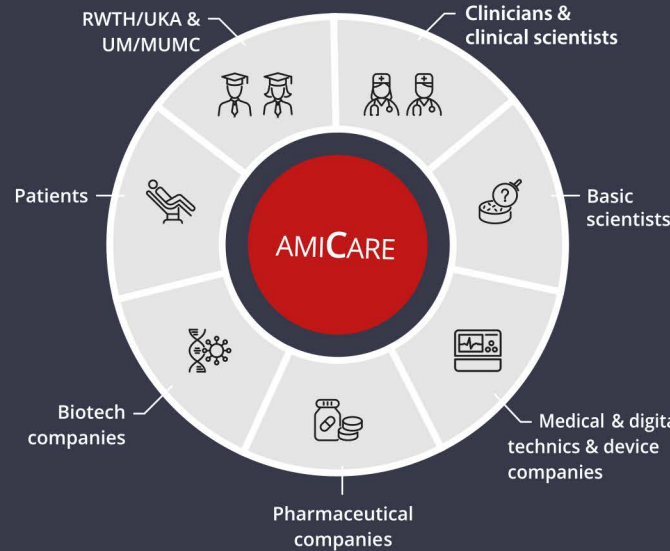 RWTH/UKA &
UM/MUMC
Clinicians &
clinical scientists
Patients
Basic
scientists
AMICARE
?
Biotech
companies
Medical & digita
technics & device
companies
Pharmaceutical
companies